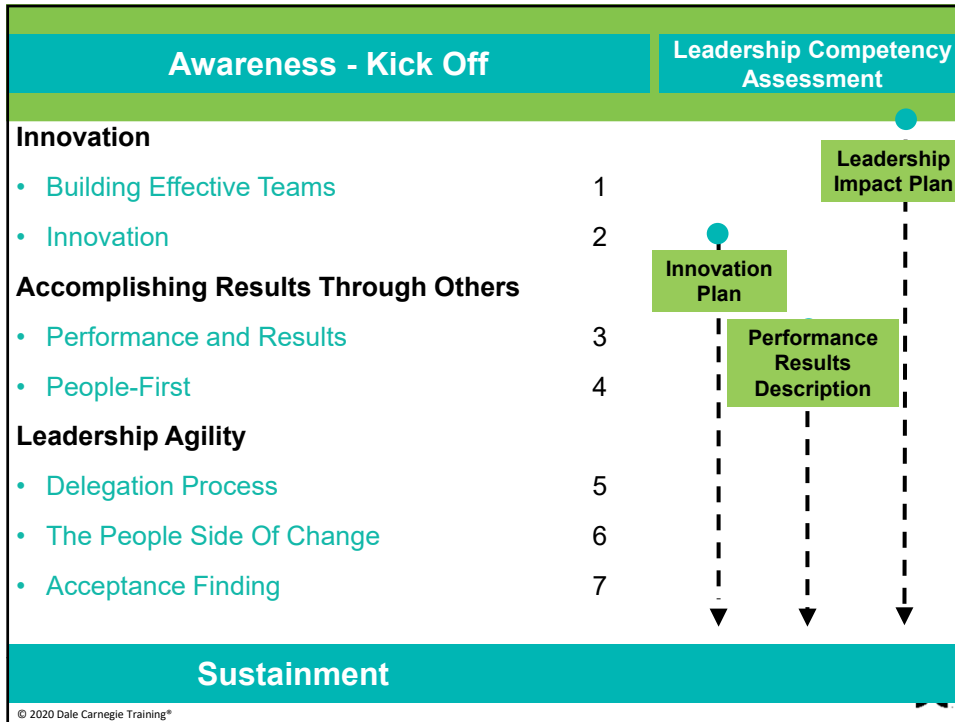 Awareness - Kick Off
Leadership Competency
Assessment
Innovation
• Building Effective Teams 1
• Innovation 2
Accomplishing Results Through Others
• Performance and Results 3
• People-First 4
Leadership Agility
• Delegation Process 5
• The People Side Of Change 6
• Acceptance Finding 7
Leadership
Impact Plan
Innovation
Plan
Performance
Results
Description
Sustainment
© 2020 Dale Carnegie Training®